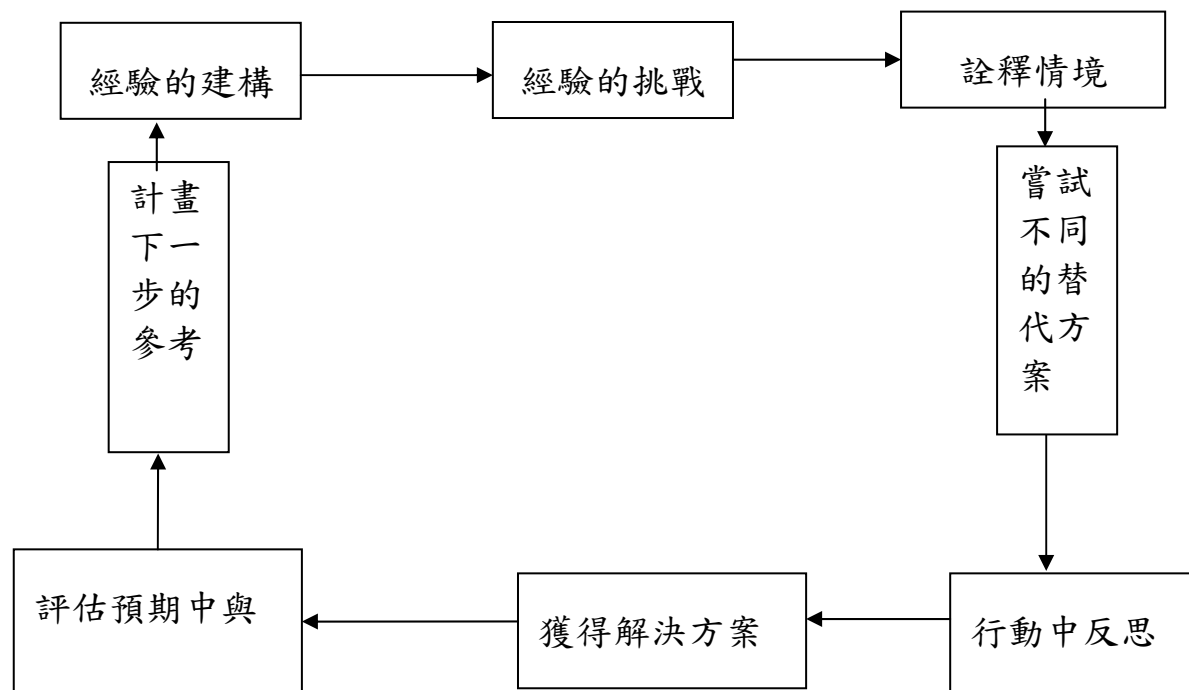 經驗的建構
經驗的挑戰
詮釋情境
嘗試
不同
的替
代方
案
行動中反思
獲得解決方案
評估預期中與
計畫
下一
步的
參考